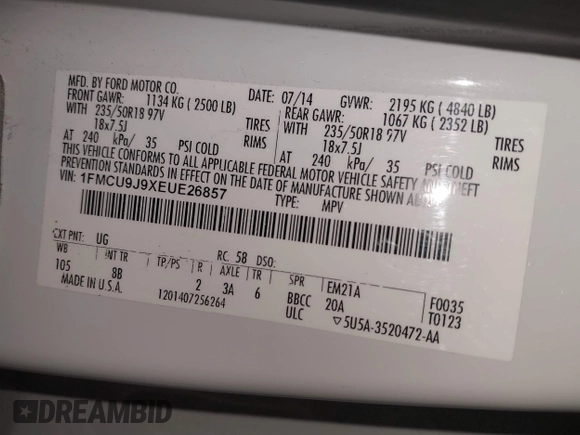 MFD. BY FORD MOTOR CO.
DATE: 07/14 GVWR: 2195 KG ( 4840 LB)
FRONT GAWR: 1134 KG ( 2500 LB) REAR GAWR: 1067 KG ( 2352 LB)
WITH 235/50R18 97V TIRES WITH 235/50R18 97V TIRES
18x7.5J RIMS 18x7.5J RIMS
AT 240 kPa/ 35 PSI COLD AT 240 kPa/ 35 PSI COLD
THIS VEHICLE CONFORMS TO ALL APPLICABLE FEDERAL MOTOR VEHICLE SAFETY AND THEFT
PREVENTION STANDARDS IN EFFECT ON THE DATE OF MANUFACTURE SHOWN ABOVE.
VIN: 1FMCU9J9XEUE26857
TYPE: MPV
EXT PNT: UG RC: 58 DSO:
WB INT TR TP/PS R AXLE TR SPR EM21A F0035
105 8B 2 3A 6 BBCC 20A T0123
MADE IN U.S.A. 1201407256264 ULC ▽5U5A-3520472-AA
DREAMBID